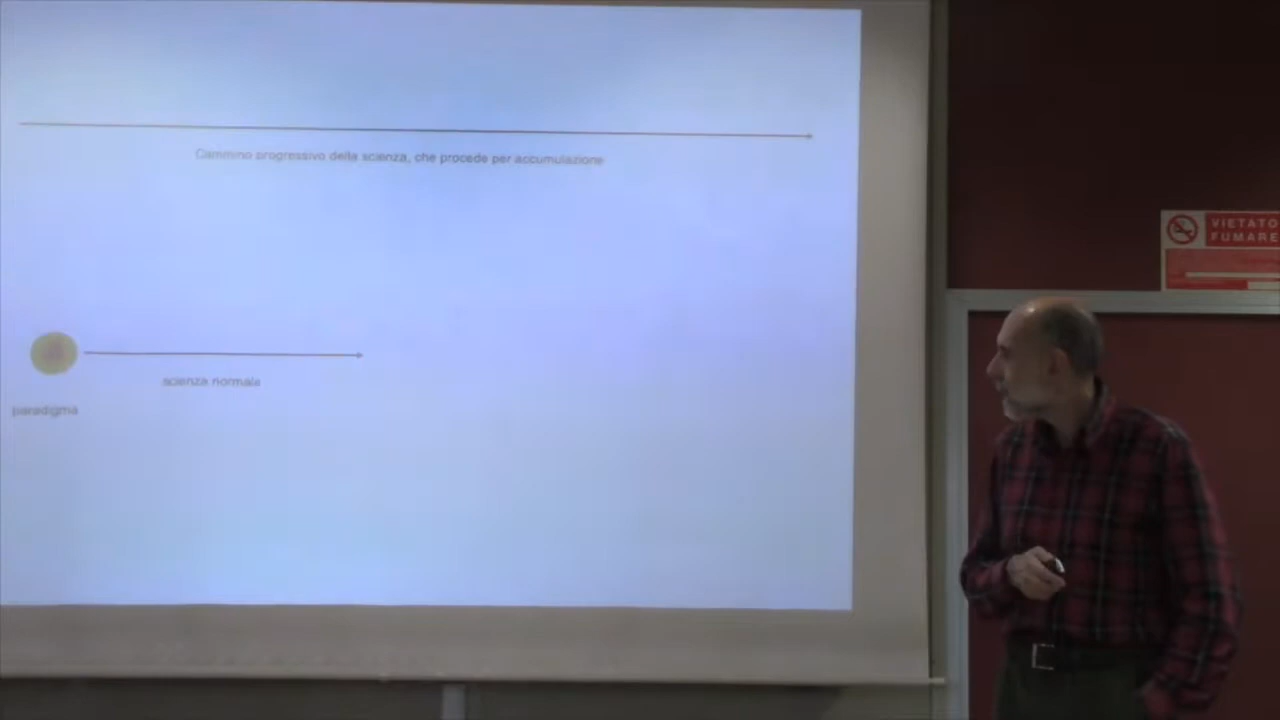 Cammino progressivo della scienza, che procede per accumulazione
VIETATO
FUMARE
scienza normale
paradigma